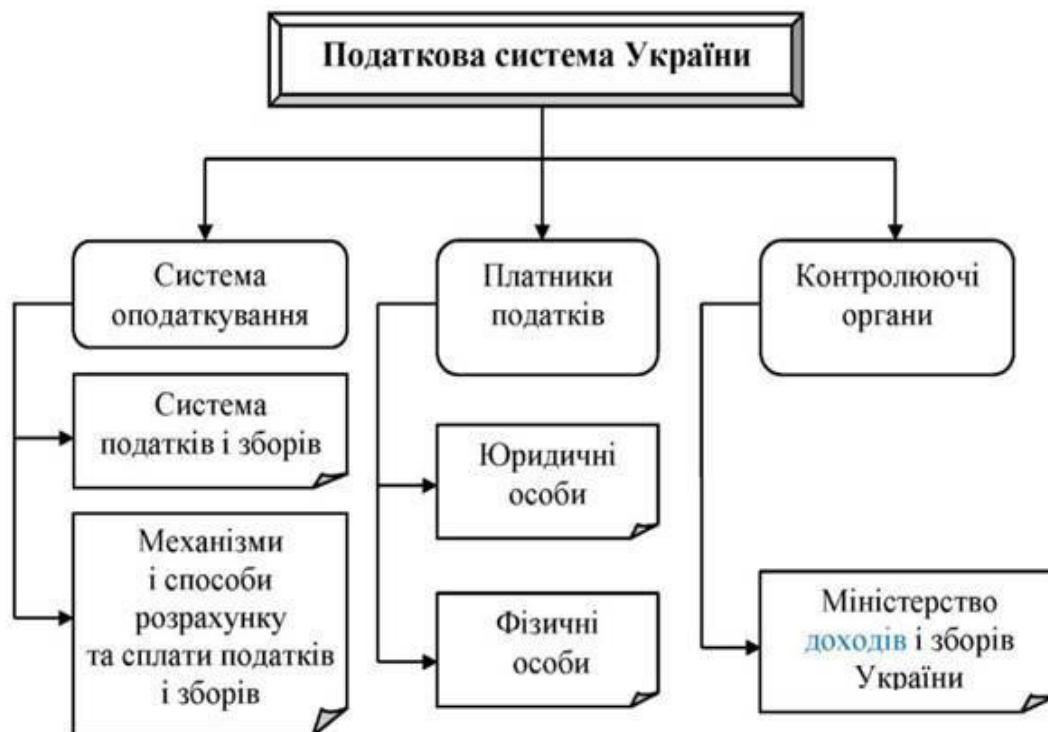 Податкова система України
Система
оподаткування
Платники
податків
Контролюючі
органи
Система
податків і зборів
Механізми
і способи
розрахунку
та сплати податків
і зборів
Юридичні
особи
Фізичні
особи
Міністерство
доходів і зборів
України